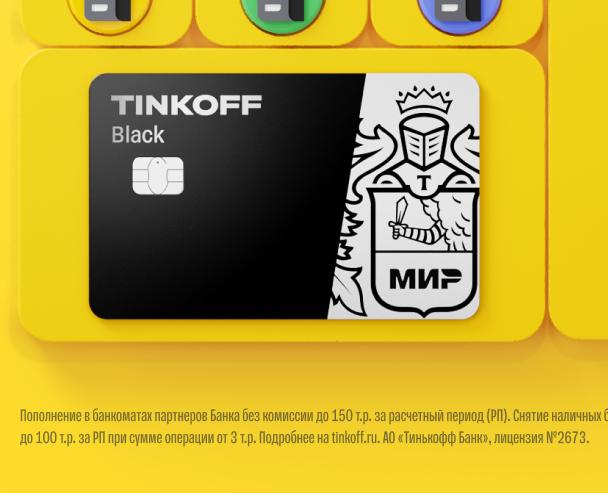 TINKOFF
Black
T
МИР
Пополнение в банкоматах партнеров Банка без комиссии до 150 т.р. за расчетный период (РП). Снятие наличных
до 100 т.р. за РП при сумме операции от 3 т.р. Подробнее на tinkoff.ru. АО «Тинькофф Банк», лицензия №2673.